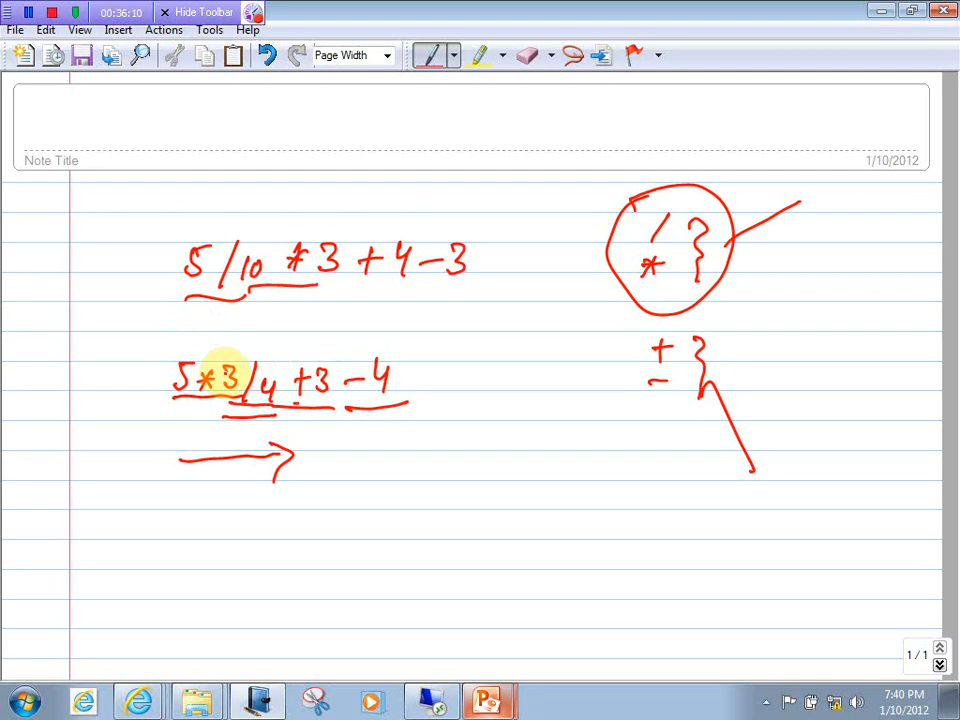 00:36:10 Hide Toolbar
File Edit View Insert Actions Tools Help
Page Width
Note Title 1/10/2012
/
*
5/10 *3+4-3
+
-
5*3/4+3-4
1/1
7:40 PM
1/10/2012